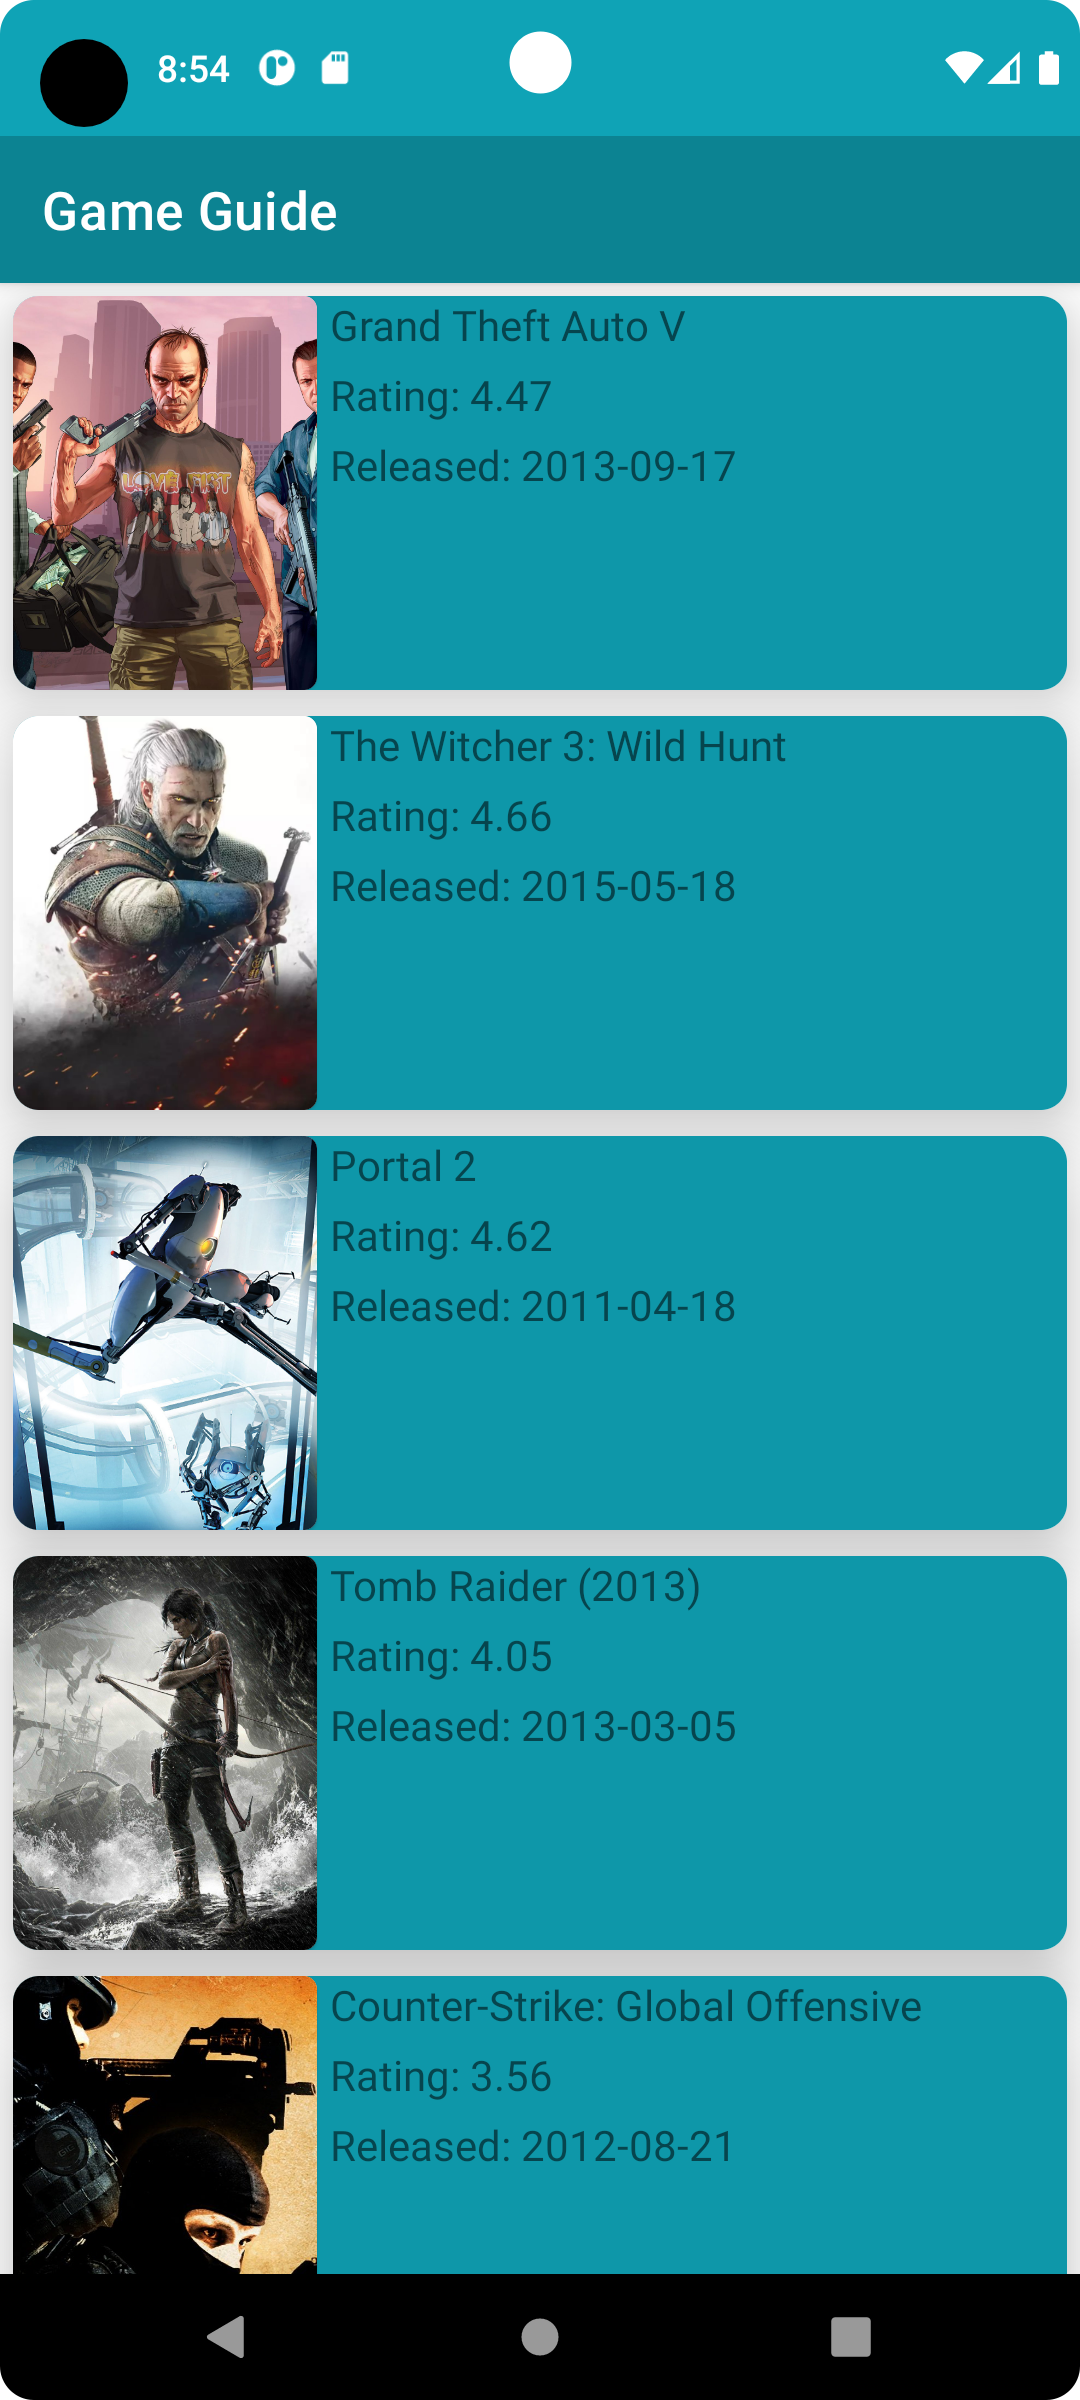 8:54
Game Guide
Grand Theft Auto V
Rating: 4.47
Released: 2013-09-17
LOVE FIST
The Witcher 3: Wild Hunt
Rating: 4.66
Released: 2015-05-18
Portal 2
Rating: 4.62
Released: 2011-04-18
Tomb Raider (2013)
Rating: 4.05
Released: 2013-03-05
Counter-Strike: Global Offensive
Rating: 3.56
Released: 2012-08-21